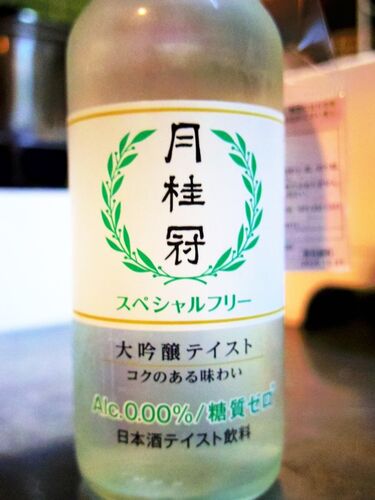 月桂冠
スペシャルフリー
大吟醸テイスト
コクのある味わい
Alc.0.00%/糖質ゼロ
日本酒テイスト飲料